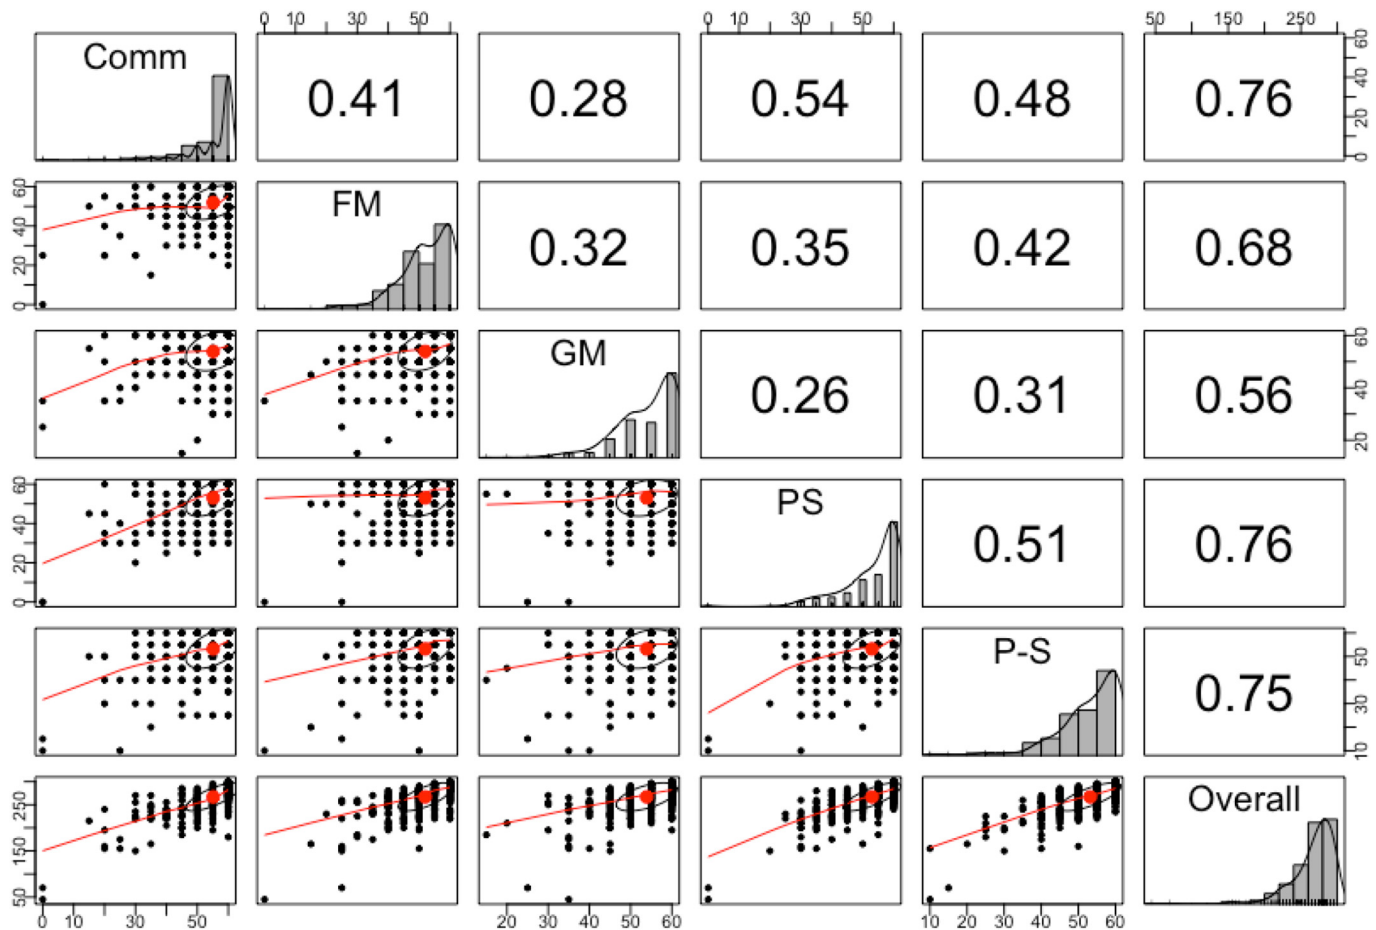 0 10 30 50 0 10 30 50 50 150 250
Comm 0.41 0.28 0.54 0.48 0.76 0 20 40 60
0 20 40 60 FM 0.32 0.35 0.42 0.68
GM 0.26 0.31 0.56 20 40 60
0 20 40 60 PS 0.51 0.76
P-S 0.75 10 30 50
50 150 250 Overall
0 10 30 50 20 30 40 50 60 10 20 30 40 50 60